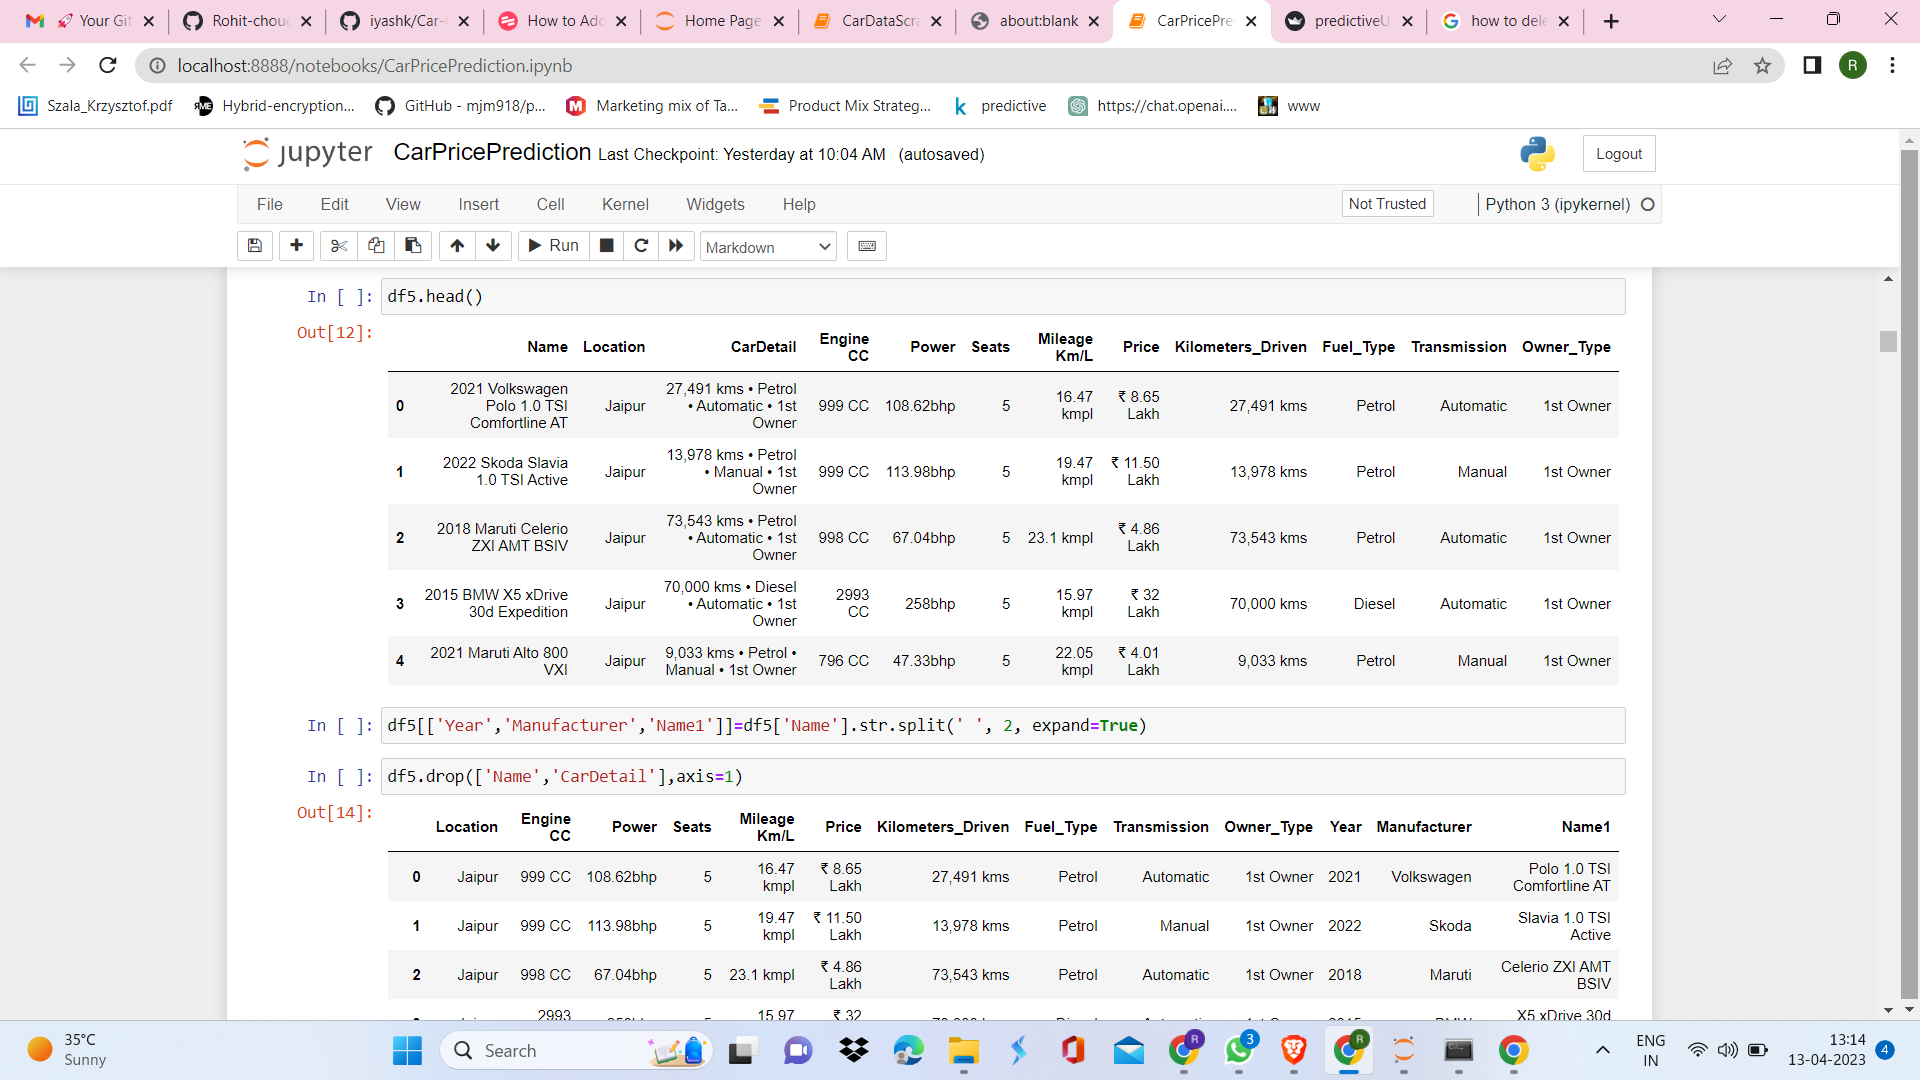 🚀 Your Git
Rohit-chouc
iyashk/Car-
How to Add
Home Page
CarDataScra
about:blank
CarPricePre
predictiveU
how to dele
localhost:8888/notebooks/CarPricePrediction.ipynb
R
Szala_Krzysztof.pdf
Hybrid-encryption...
GitHub - mjm918/p...
Marketing mix of Ta...
Product Mix Strateg...
predictive
https://chat.openai....
www
jupyter CarPricePrediction Last Checkpoint: Yesterday at 10:04 AM (autosaved)
Logout
File Edit View Insert Cell Kernel Widgets Help
Not Trusted
Python 3 (ipykernel)
Run
Markdown
In [ ]: df5.head()
Out[12]:
Name Location CarDetail Engine CC Power Seats Mileage Km/L Price Kilometers_Driven Fuel_Type Transmission Owner_Type
0 2021 Volkswagen Polo 1.0 TSI Comfortline AT Jaipur 27,491 kms • Petrol • Automatic • 1st Owner 999 CC 108.62bhp 5 16.47 kmpl ₹ 8.65 Lakh 27,491 kms Petrol Automatic 1st Owner
1 2022 Skoda Slavia 1.0 TSI Active Jaipur 13,978 kms • Petrol • Manual • 1st Owner 999 CC 113.98bhp 5 19.47 kmpl ₹ 11.50 Lakh 13,978 kms Petrol Manual 1st Owner
2 2018 Maruti Celerio ZXI AMT BSIV Jaipur 73,543 kms • Petrol • Automatic • 1st Owner 998 CC 67.04bhp 5 23.1 kmpl ₹ 4.86 Lakh 73,543 kms Petrol Automatic 1st Owner
3 2015 BMW X5 xDrive 30d Expedition Jaipur 70,000 kms • Diesel • Automatic • 1st Owner 2993 CC 258bhp 5 15.97 kmpl ₹ 32 Lakh 70,000 kms Diesel Automatic 1st Owner
4 2021 Maruti Alto 800 VXI Jaipur 9,033 kms • Petrol • Manual • 1st Owner 796 CC 47.33bhp 5 22.05 kmpl ₹ 4.01 Lakh 9,033 kms Petrol Manual 1st Owner
In [ ]: df5[['Year','Manufacturer','Name1']]=df5['Name'].str.split(' ', 2, expand=True)
In [ ]: df5.drop(['Name','CarDetail'],axis=1)
Out[14]:
Location Engine CC Power Seats Mileage Km/L Price Kilometers_Driven Fuel_Type Transmission Owner_Type Year Manufacturer Name1
0 Jaipur 999 CC 108.62bhp 5 16.47 kmpl ₹ 8.65 Lakh 27,491 kms Petrol Automatic 1st Owner 2021 Volkswagen Polo 1.0 TSI Comfortline AT
1 Jaipur 999 CC 113.98bhp 5 19.47 kmpl ₹ 11.50 Lakh 13,978 kms Petrol Manual 1st Owner 2022 Skoda Slavia 1.0 TSI Active
2 Jaipur 998 CC 67.04bhp 5 23.1 kmpl ₹ 4.86 Lakh 73,543 kms Petrol Automatic 1st Owner 2018 Maruti Celerio ZXI AMT BSIV
2993 15.97 ₹ 32 X5 xDrive 30d
35°C
Sunny
Search
3
ENG
IN
13:14
13-04-2023
4